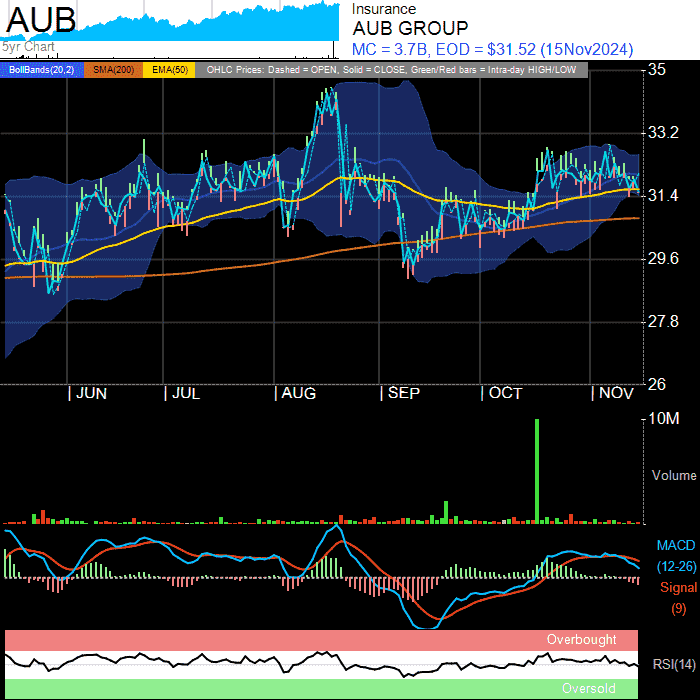 AUB
5yr Chart
Insurance
AUB GROUP
MC = 3.7B, EOD = $31.52 (15Nov2024)
BollBands(20,2) SMA(200) EMA(50) OHLC Prices: Dashed = OPEN, Solid = CLOSE, Green/Red bars = Intra-day HIGH/LOW
35
33.2
31.4
29.6
27.8
26
| JUN | JUL | AUG | SEP | OCT | NOV
10M
Volume
MACD
(12-26)
Signal
(9)
Overbought
RSI(14)
Oversold